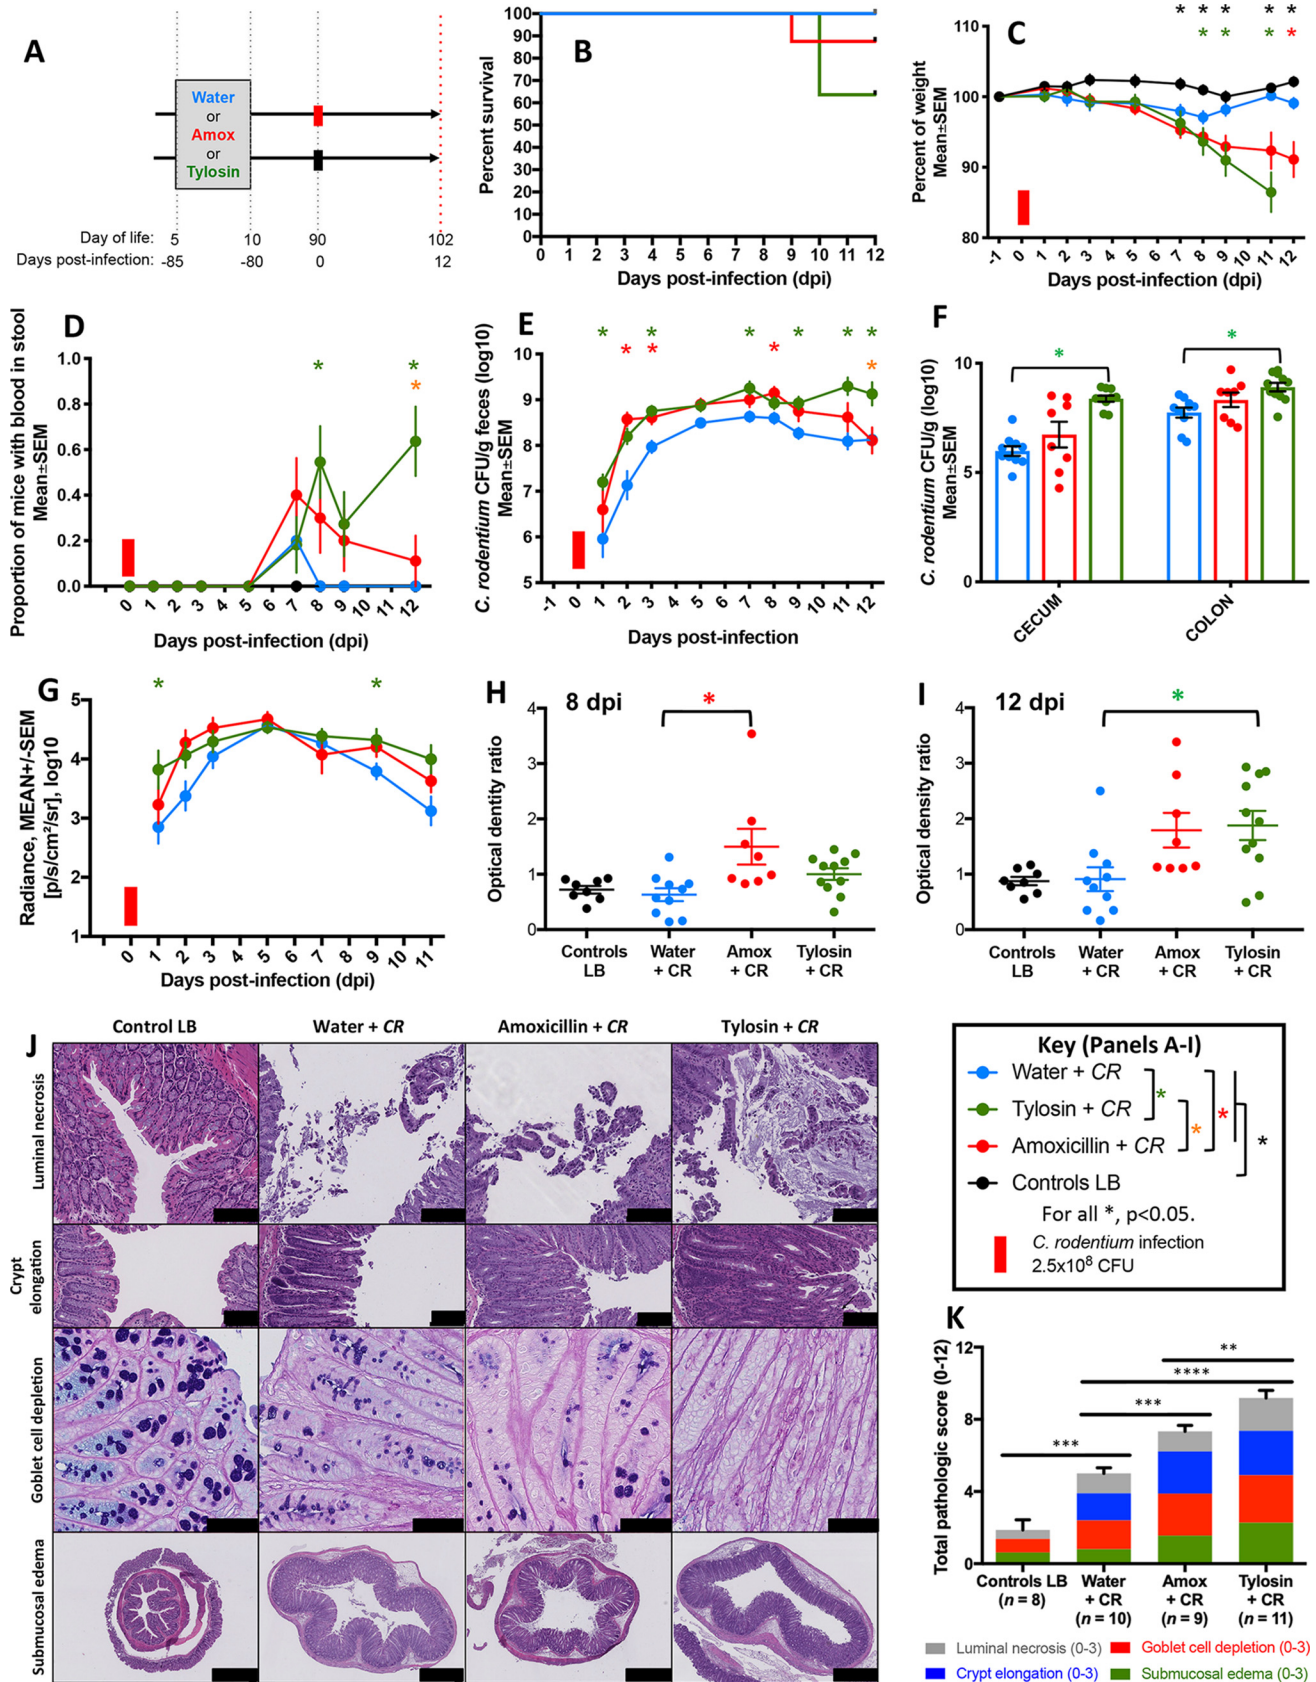 A
Water
or
Amox
or
Tylosin
Day of life: 5 10 90 102
Days post-infection: -85 -80 0 12
B
Percent survival
100
90
80
70
60
50
40
30
20
10
0
0 1 2 3 4 5 6 7 8 9 10 11 12
Days post-infection (dpi)
C
* * * * *
* * * *
Percent of weight
Mean±SEM
110
100
90
80
-1 0 1 2 3 4 5 6 7 8 9 10 11 12
Days post-infection (dpi)
D
* *
*
Proportion of mice with blood in stool
Mean±SEM
1.0
0.8
0.6
0.4
0.2
0.0
0 1 2 3 4 5 6 7 8 9 10 11 12
Days post-infection (dpi)
E
* * * * * *
* * * *
C. rodentium CFU/g feces (log10)
Mean±SEM
10
9
8
7
6
5
-1 0 1 2 3 4 5 6 7 8 9 10 11 12
Days post-infection
F
* *
C. rodentium CFU/g (log10)
Mean±SEM
10
5
0
CECUM COLON
G
* *
Radiance, MEAN+/-SEM
[p/s/cm²/sr], log10
5
4
3
2
1
0 1 2 3 4 5 6 7 8 9 10 11
Days post-infection (dpi)
H 8 dpi *
Optical dentity ratio
4
3
2
1
0
Controls Water Amox Tylosin
LB + CR + CR + CR
I 12 dpi *
Optical density ratio
4
3
2
1
0
Controls Water Amox Tylosin
LB + CR + CR + CR
J
Control LB Water + CR Amoxicillin + CR Tylosin + CR
Luminal necrosis
Crypt
elongation
Goblet cell depletion
Submucosal edema
Key (Panels A-I)
Water + CR
Tylosin + CR *
Amoxicillin + CR * * *
Controls LB
For all *, p<0.05.
C. rodentium infection
2.5x10⁸ CFU
K
Total pathologic score (0-12)
12
8
4
0
**
****
***
***
Controls LB Water Amox Tylosin
(n = 8) + CR + CR + CR
(n = 10) (n = 9) (n = 11)
Luminal necrosis (0-3) Goblet cell depletion (0-3)
Crypt elongation (0-3) Submucosal edema (0-3)